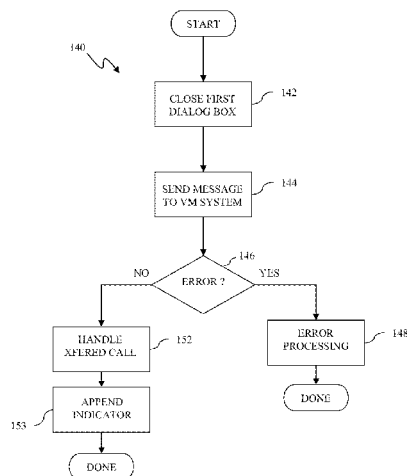 START
140
CLOSE FIRST
DIALOG BOX
142
SEND MESSAGE
TO VM SYSTEM
144
146
NO
ERROR ?
YES
HANDLE
XFERED CALL
152
ERROR
PROCESSING
148
APPEND
INDICATOR
153
DONE
DONE